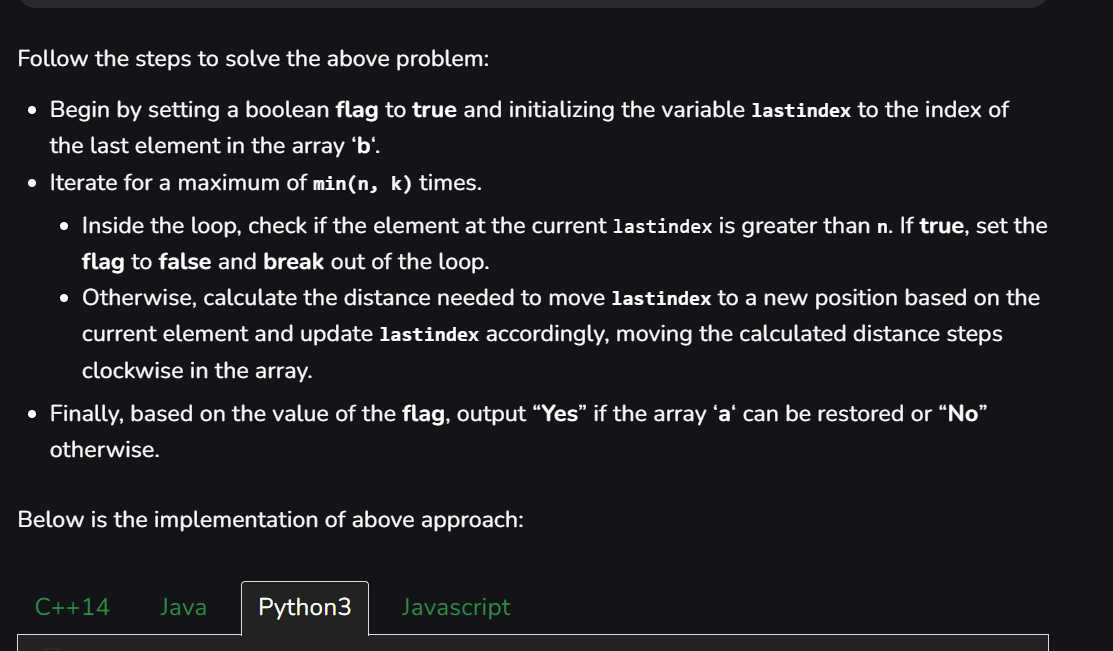 Follow the steps to solve the above problem:
• Begin by setting a boolean flag to true and initializing the variable lastindex to the index of
the last element in the array ‘b‘.
• Iterate for a maximum of min(n, k) times.
• Inside the loop, check if the element at the current lastindex is greater than n. If true, set the
flag to false and break out of the loop.
• Otherwise, calculate the distance needed to move lastindex to a new position based on the
current element and update lastindex accordingly, moving the calculated distance steps
clockwise in the array.
• Finally, based on the value of the flag, output “Yes” if the array ‘a‘ can be restored or “No”
otherwise.
Below is the implementation of above approach:
C++14 Java Python3 Javascript